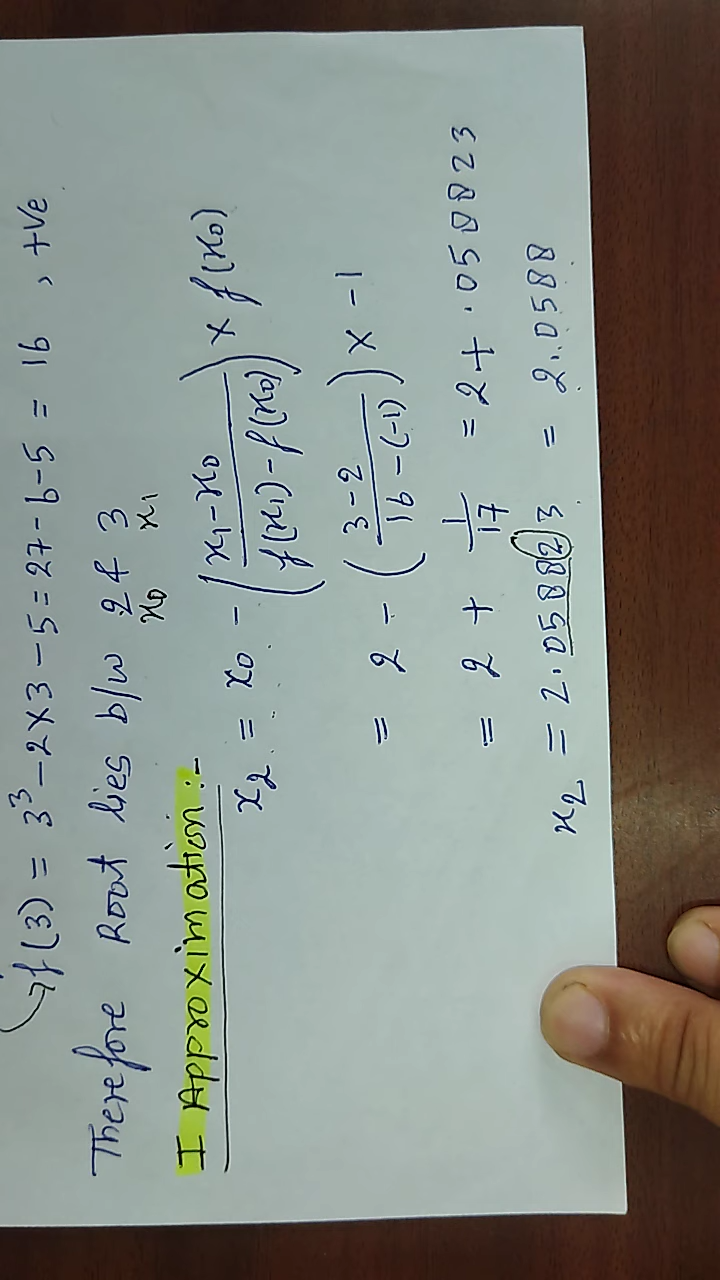 f(3) = 3³ - 2×3 - 5 = 27 - 6 - 5 = 16 , +ve
Therefore Root lies b/w 2 & 3
x₀ x₁
I Approximation :-
x₂ = x₀ - ((x₁ - x₀)/(f(x₁) - f(x₀))) × f(x₀)
= 2 - ((3 - 2)/(16 - (-1))) × -1
= 2 + 1/17 = 2 + .058823
x₂ = 2.058823 = 2.0588